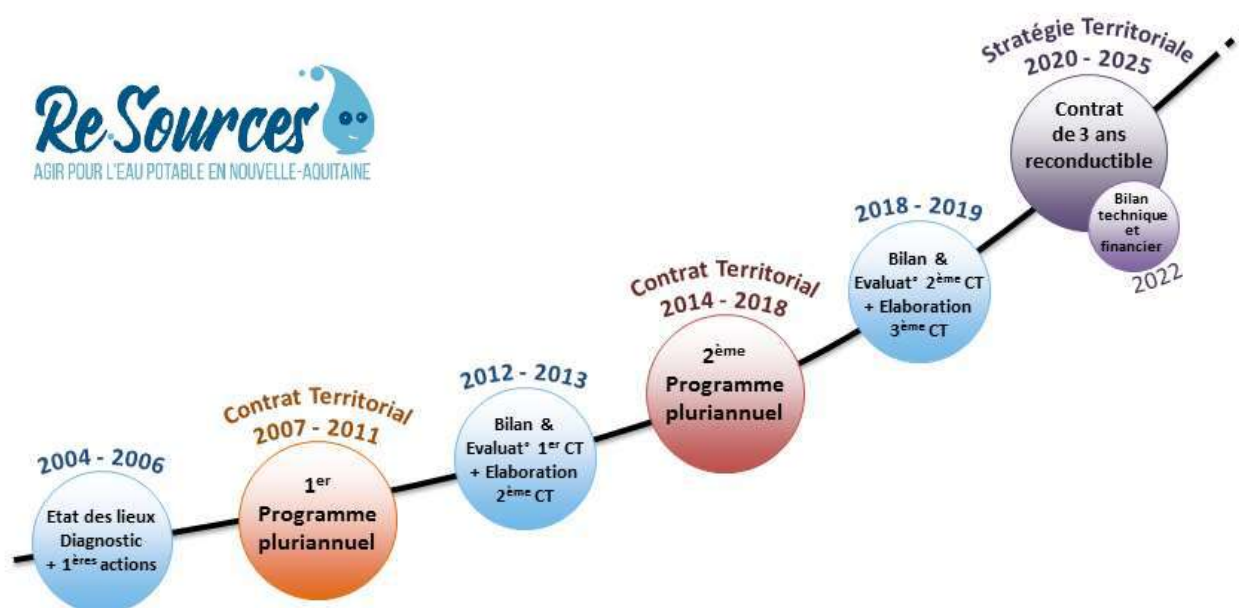 Re.Sources
AGIR POUR L'EAU POTABLE EN NOUVELLE-AQUITAINE
2004 - 2006
Etat des lieux
Diagnostic
+ 1ères actions
Contrat Territorial
2007 - 2011
1er
Programme
pluriannuel
2012 - 2013
Bilan &
Evaluat° 1er CT
+ Elaboration
2ème CT
Contrat Territorial
2014 - 2018
2ème
Programme
pluriannuel
2018 - 2019
Bilan &
Evaluat° 2ème CT
+ Elaboration
3ème CT
Stratégie Territoriale
2020 - 2025
Contrat
de 3 ans
reconductible
Bilan
technique
et
financier
2022